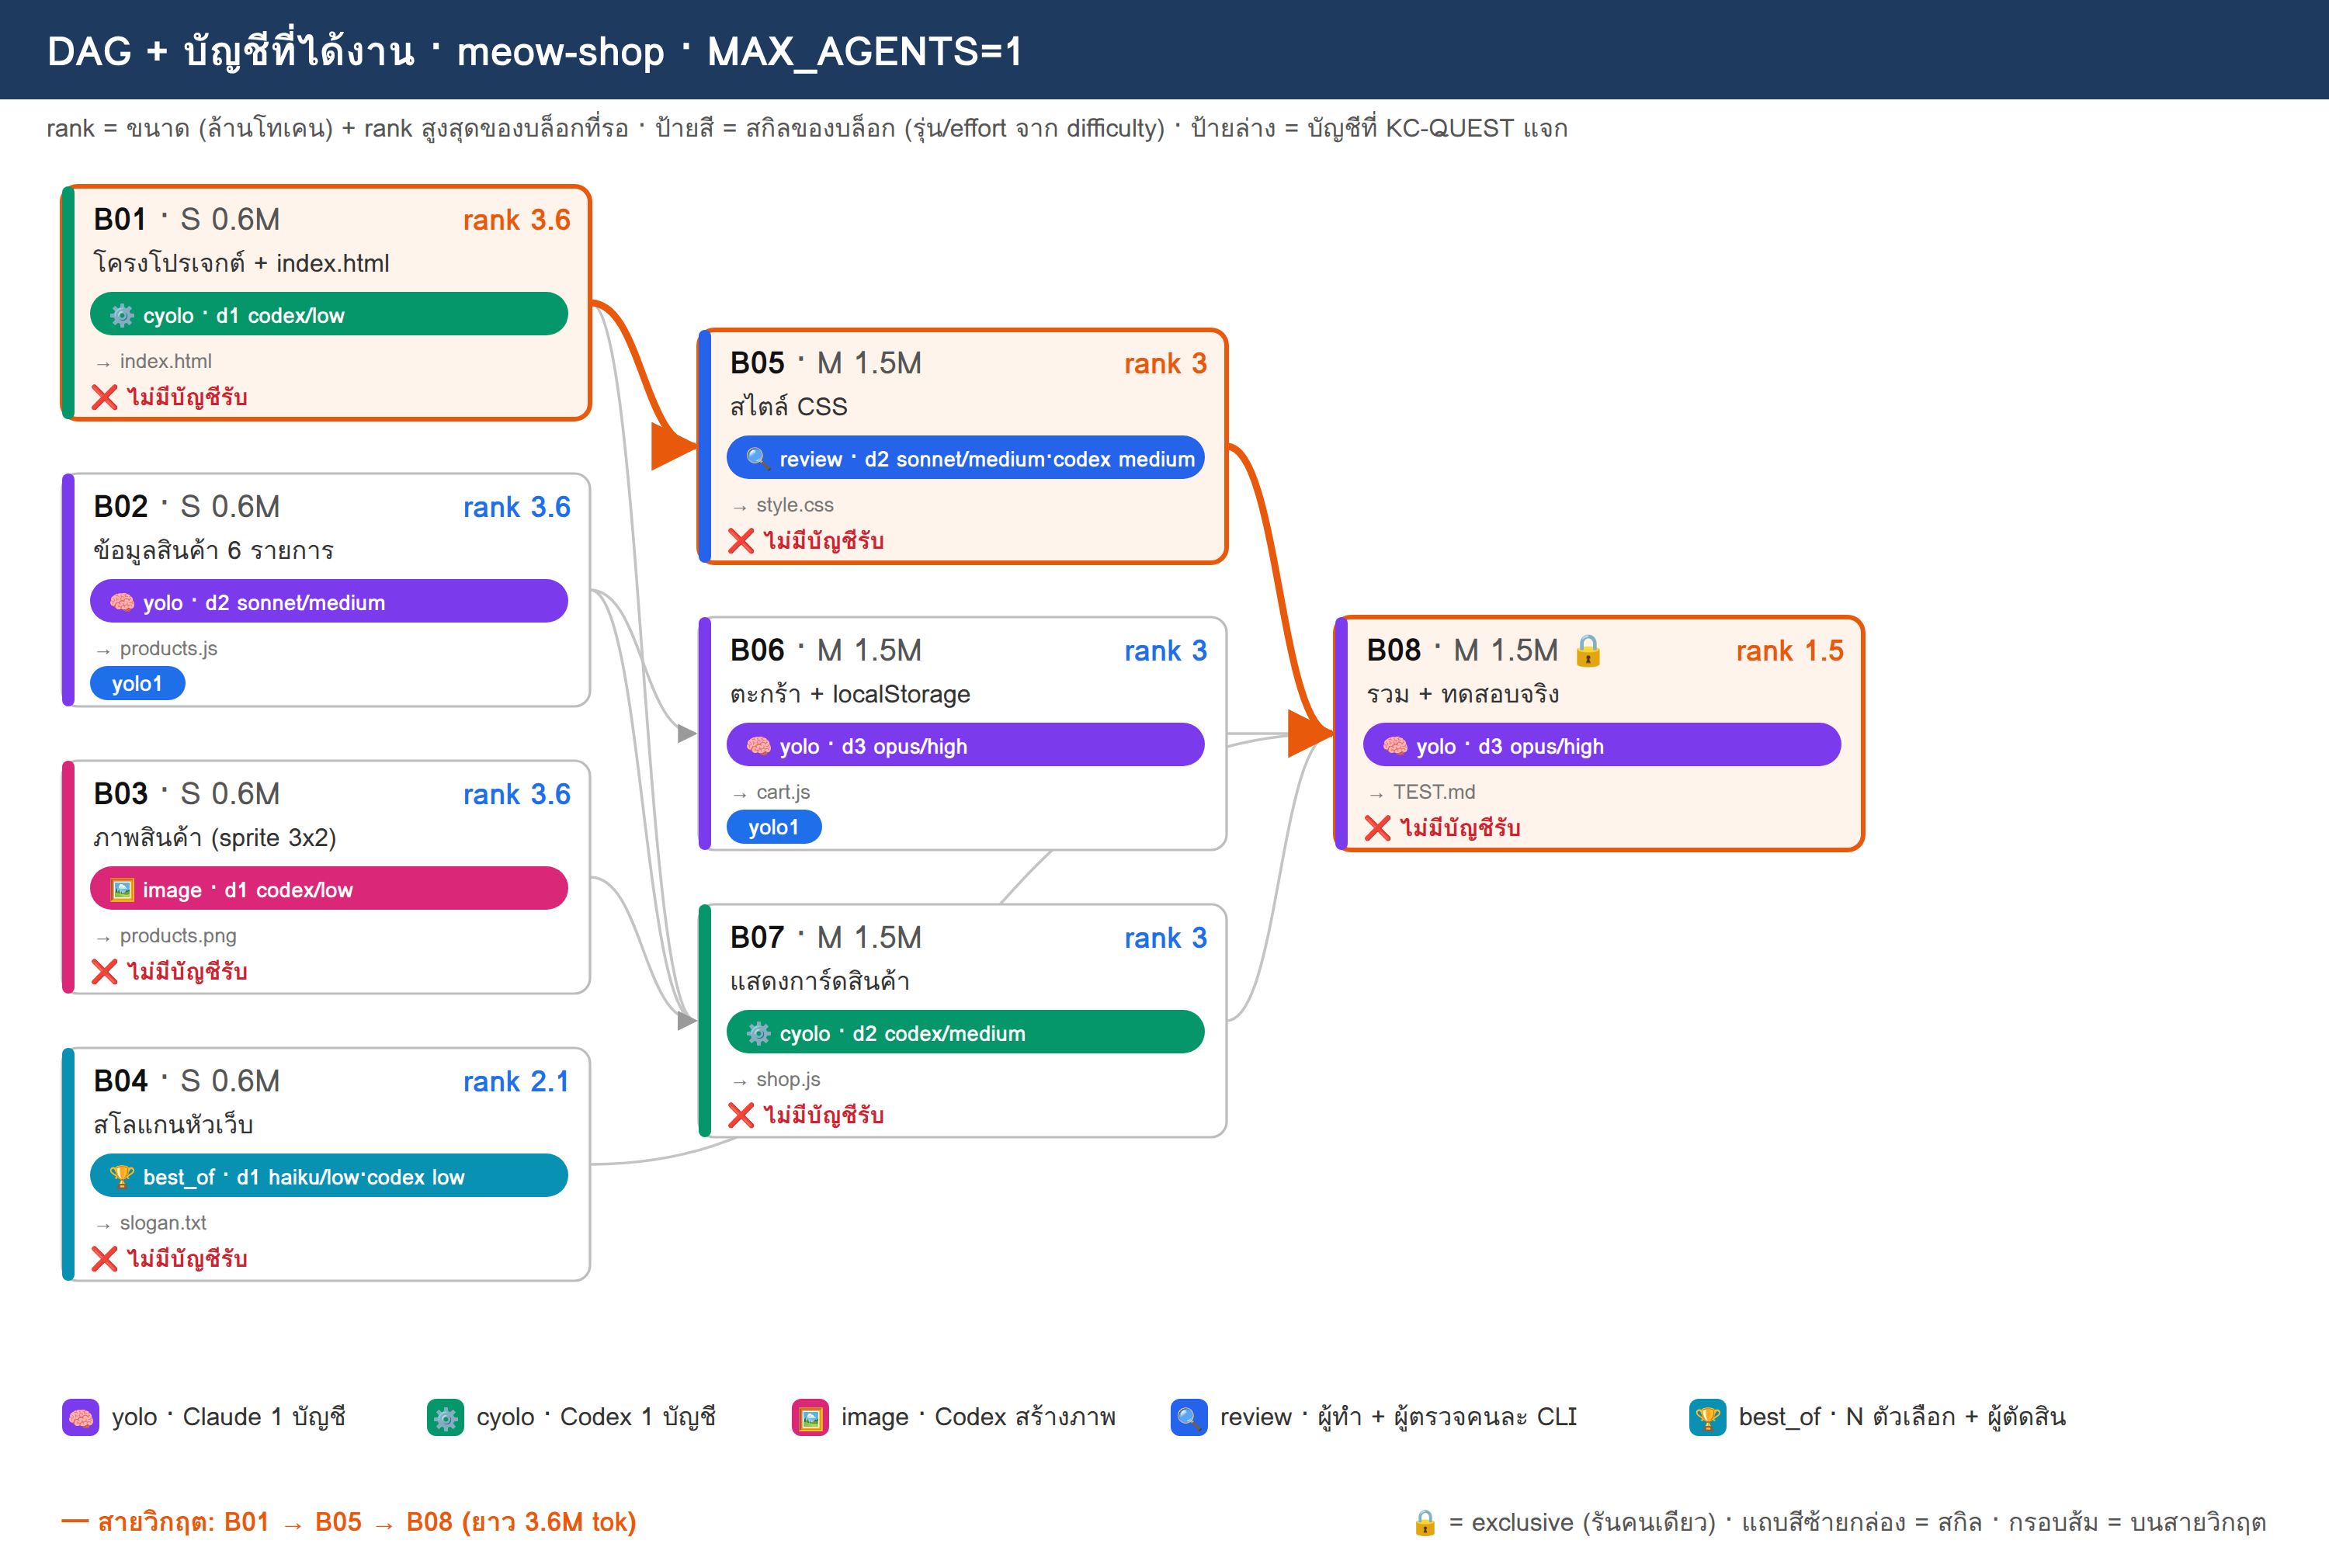 DAG + บัญชีที่ได้งาน · meow-shop · MAX_AGENTS=1
rank = ขนาด (ล้านโทเคน) + rank สูงสุดของบล็อกที่รอ · ป้ายสี = สกิลของบล็อก (รุ่น/effort จาก difficulty) · ป้ายล่าง = บัญชีที่ KC-QUEST แจก
B01 · S 0.6M rank 3.6
โครงโปรเจกต์ + index.html
⚙️ cyolo · d1 codex/low
→ index.html
❌ ไม่มีบัญชีรับ
B02 · S 0.6M rank 3.6
ข้อมูลสินค้า 6 รายการ
🧠 yolo · d2 sonnet/medium
→ products.js
yolo1
B03 · S 0.6M rank 3.6
ภาพสินค้า (sprite 3x2)
🖼️ image · d1 codex/low
→ products.png
❌ ไม่มีบัญชีรับ
B04 · S 0.6M rank 2.1
สโลแกนหัวเว็บ
🏆 best_of · d1 haiku/low·codex low
→ slogan.txt
❌ ไม่มีบัญชีรับ
B05 · M 1.5M rank 3
สไตล์ CSS
🔍 review · d2 sonnet/medium·codex medium
→ style.css
❌ ไม่มีบัญชีรับ
B06 · M 1.5M rank 3
ตะกร้า + localStorage
🧠 yolo · d3 opus/high
→ cart.js
yolo1
B07 · M 1.5M rank 3
แสดงการ์ดสินค้า
⚙️ cyolo · d2 codex/medium
→ shop.js
❌ ไม่มีบัญชีรับ
B08 · M 1.5M 🔒 rank 1.5
รวม + ทดสอบจริง
🧠 yolo · d3 opus/high
→ TEST.md
❌ ไม่มีบัญชีรับ
🧠 yolo · Claude 1 บัญชี
⚙️ cyolo · Codex 1 บัญชี
🖼️ image · Codex สร้างภาพ
🔍 review · ผู้ทำ + ผู้ตรวจคนละ CLI
🏆 best_of · N ตัวเลือก + ผู้ตัดสิน
— สายวิกฤต: B01 → B05 → B08 (ยาว 3.6M tok)
🔒 = exclusive (รันคนเดียว) · แถบสีซ้ายกล่อง = สกิล · กรอบส้ม = บนสายวิกฤต